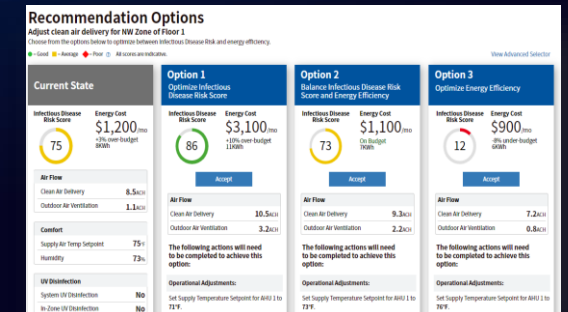 Recommendation Options
Adjust clean air delivery for NW Zone of Floor 1
Choose from the options below to optimize between Infectious Disease Risk and energy efficiency.
- Good - Average - Poor All scores are indicative.
View Advanced Selector
Current State
Infectious Disease Risk Score
Energy Cost
75
$1,200/mo
+3% over-budget
8KWh
Air Flow
Clean Air Delivery 8.5ACH
Outdoor Air Ventilation 1.1ACH
Comfort
Supply Air Temp Setpoint 75°F
Humidity 73%
UV Disinfection
System UV Disinfection No
In-Zone UV Disinfection No
Option 1
Optimize Infectious
Disease Risk Score
Infectious Disease Risk Score
Energy Cost
86
$3,100/mo
+10% over-budget
11KWh
Accept
Air Flow
Clean Air Delivery 10.5ACH
Outdoor Air Ventilation 3.2ACH
The following actions will need
to be completed to achieve this
option:
Operational Adjustments:
Set Supply Temperature Setpoint for AHU 1 to
71°F.
Option 2
Balance Infectious Disease Risk
Score and Energy Efficiency
Infectious Disease Risk Score
Energy Cost
73
$1,100/mo
On Budget
7KWh
Accept
Air Flow
Clean Air Delivery 9.3ACH
Outdoor Air Ventilation 2.2ACH
The following actions will need
to be completed to achieve this
option:
Operational Adjustments:
Set Supply Temperature Setpoint for AHU 1 to
73°F.
Option 3
Optimize Energy Efficiency
Infectious Disease Risk Score
Energy Cost
12
$900/mo
-8% under-budget
6KWh
Accept
Air Flow
Clean Air Delivery 7.2ACH
Outdoor Air Ventilation 0.8ACH
The following actions will need
to be completed to achieve this
option:
Operational Adjustments:
Set Supply Temperature Setpoint for AHU 1 to
76°F.